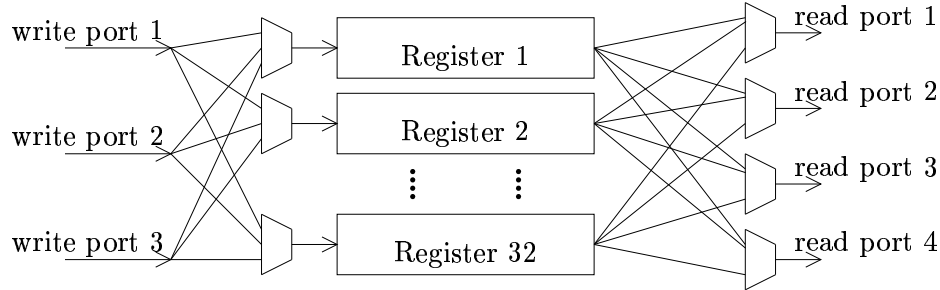 write port 1
write port 2
write port 3
Register 1
Register 2
Register 32
read port 1
read port 2
read port 3
read port 4